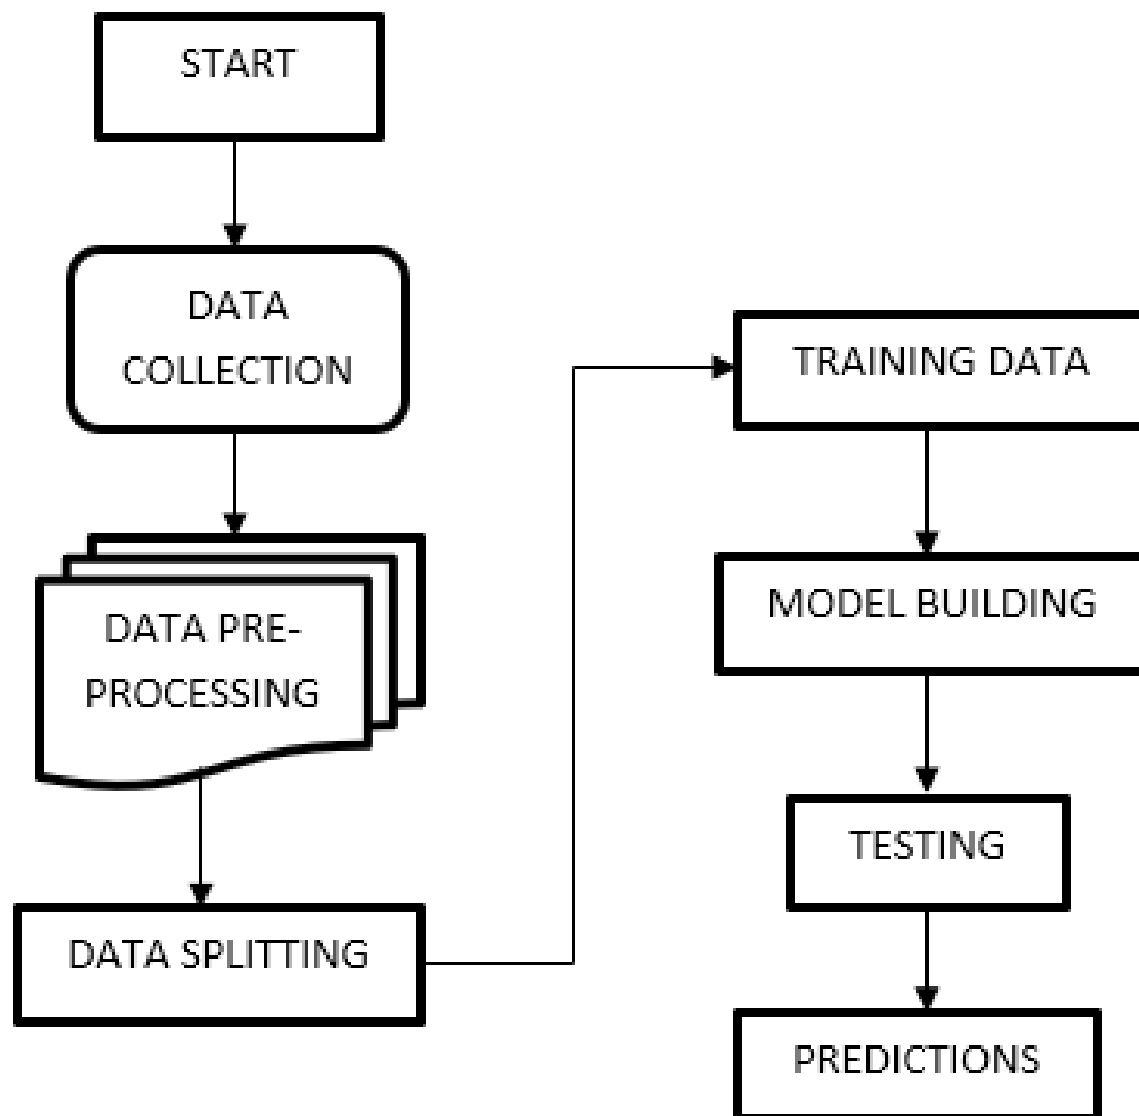 START
DATA
COLLECTION
DATA PRE-
PROCESSING
DATA SPLITTING
TRAINING DATA
MODEL BUILDING
TESTING
PREDICTIONS